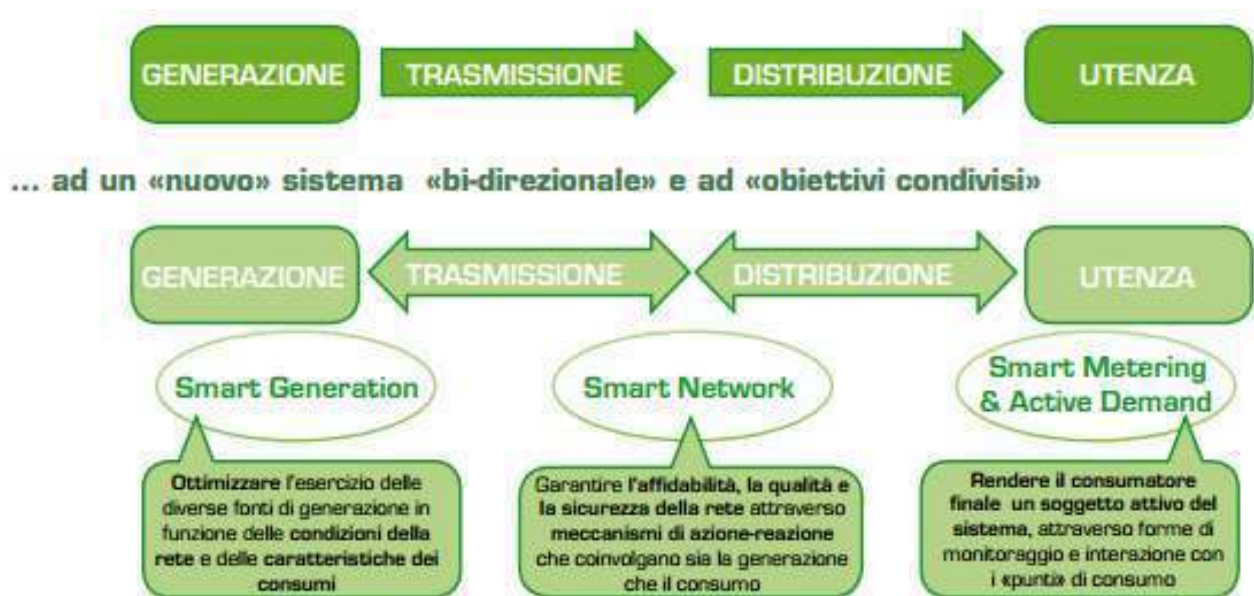 GENERAZIONE TRASMISSIONE DISTRIBUZIONE UTENZA
... ad un «nuovo» sistema «bi-direzionale» e ad «obiettivi condivisi»
GENERAZIONE TRASMISSIONE DISTRIBUZIONE UTENZA
Smart Generation
Smart Network
Smart Metering
& Active Demand
Ottimizzare l'esercizio delle
diverse fonti di generazione in
funzione delle condizioni della
rete e delle caratteristiche dei
consumi
Garantire l'affidabilità, la qualità e
la sicurezza della rete attraverso
meccanismi di azione-reazione
che coinvolgano sia la generazione
che il consumo
Rendere il consumatore
finale un soggetto attivo del
sistema, attraverso forme di
monitoraggio e interazione con
i «punti» di consumo